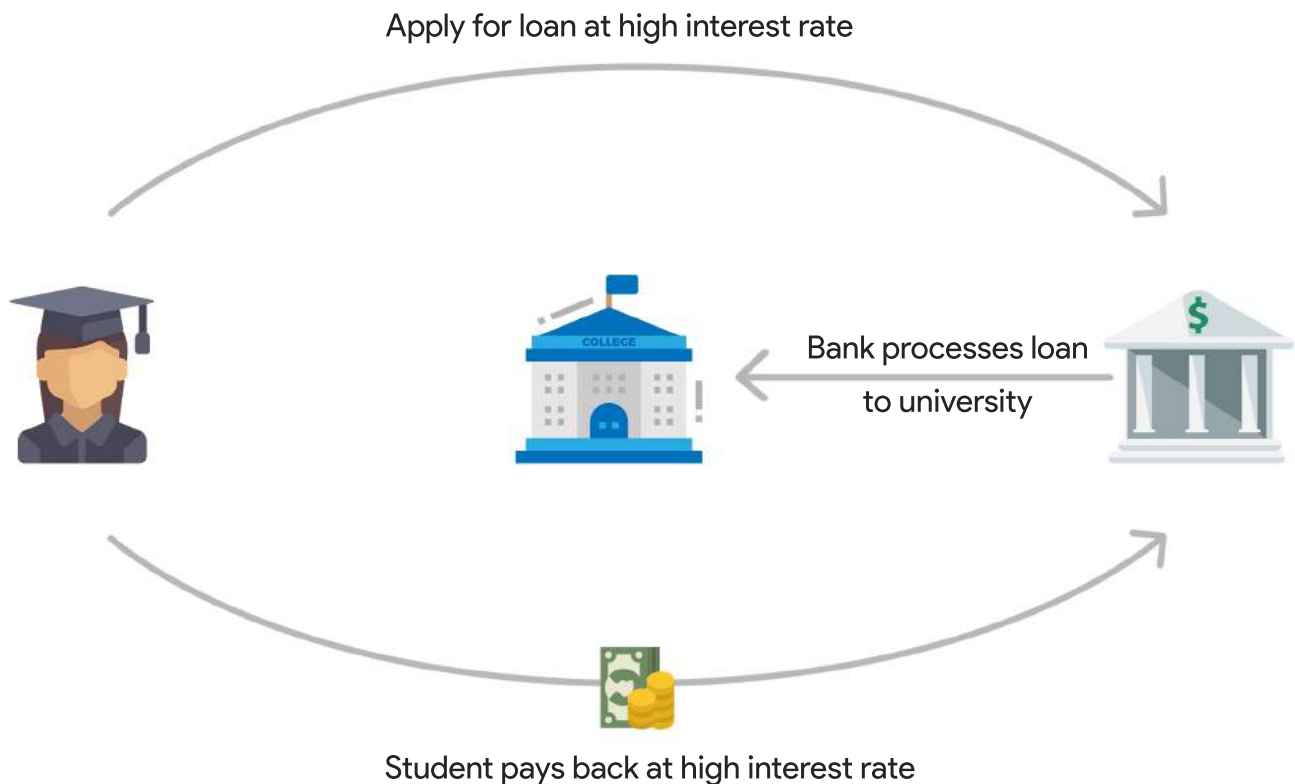 Apply for loan at high interest rate
COLLEGE
$
Bank processes loan
to university
Student pays back at high interest rate